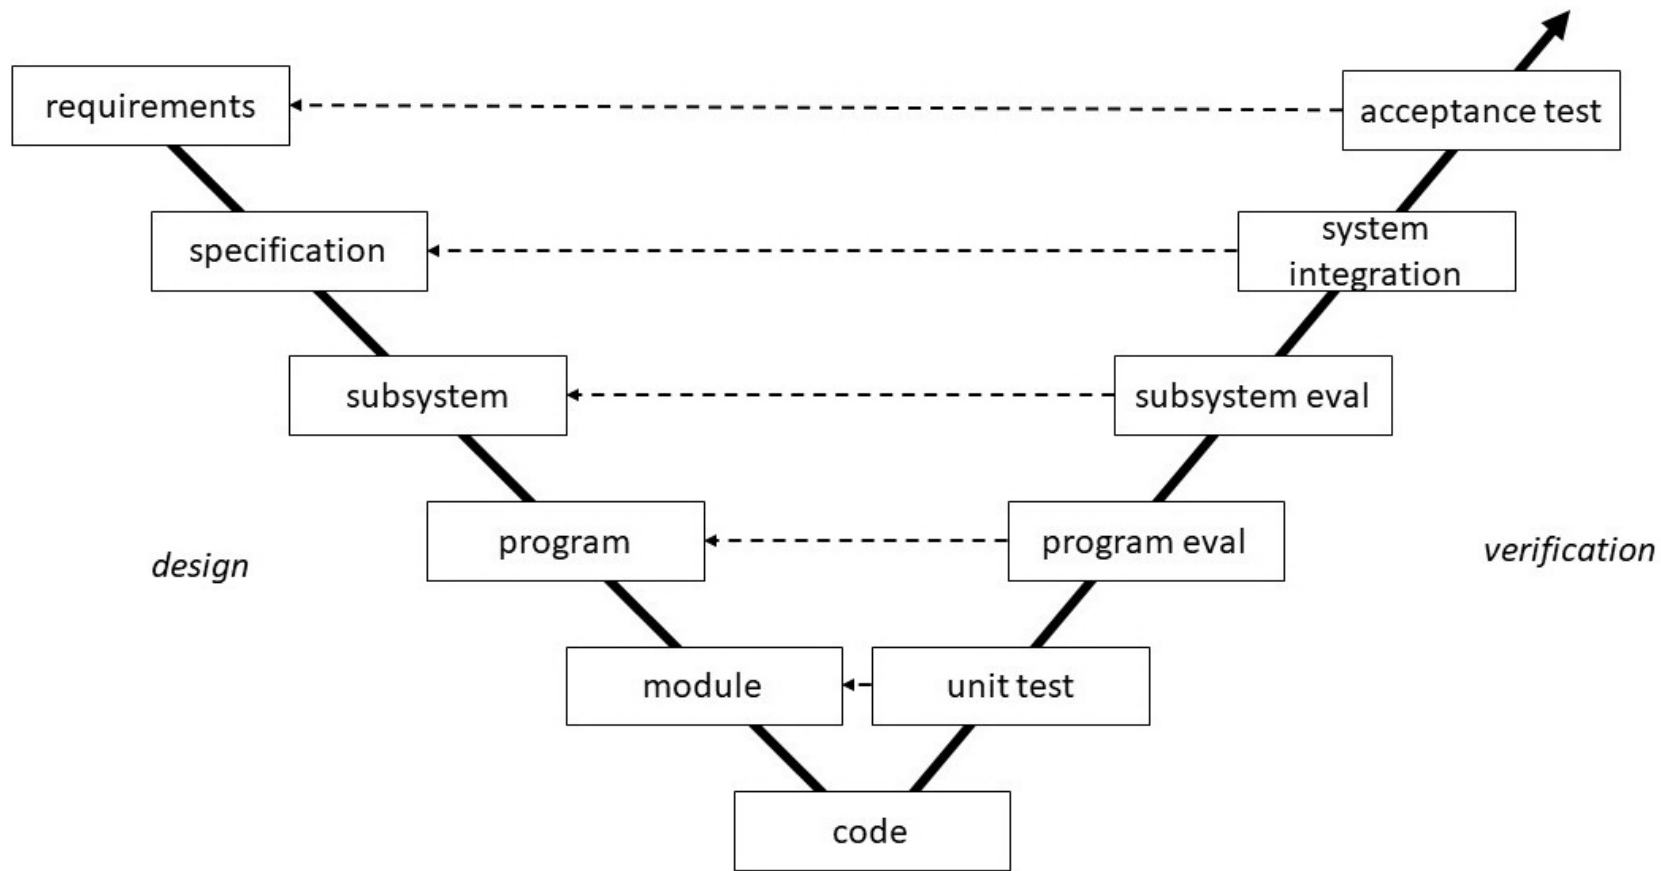 requirements
acceptance test
specification
system
integration
subsystem
subsystem eval
program
program eval
design
verification
module
unit test
code